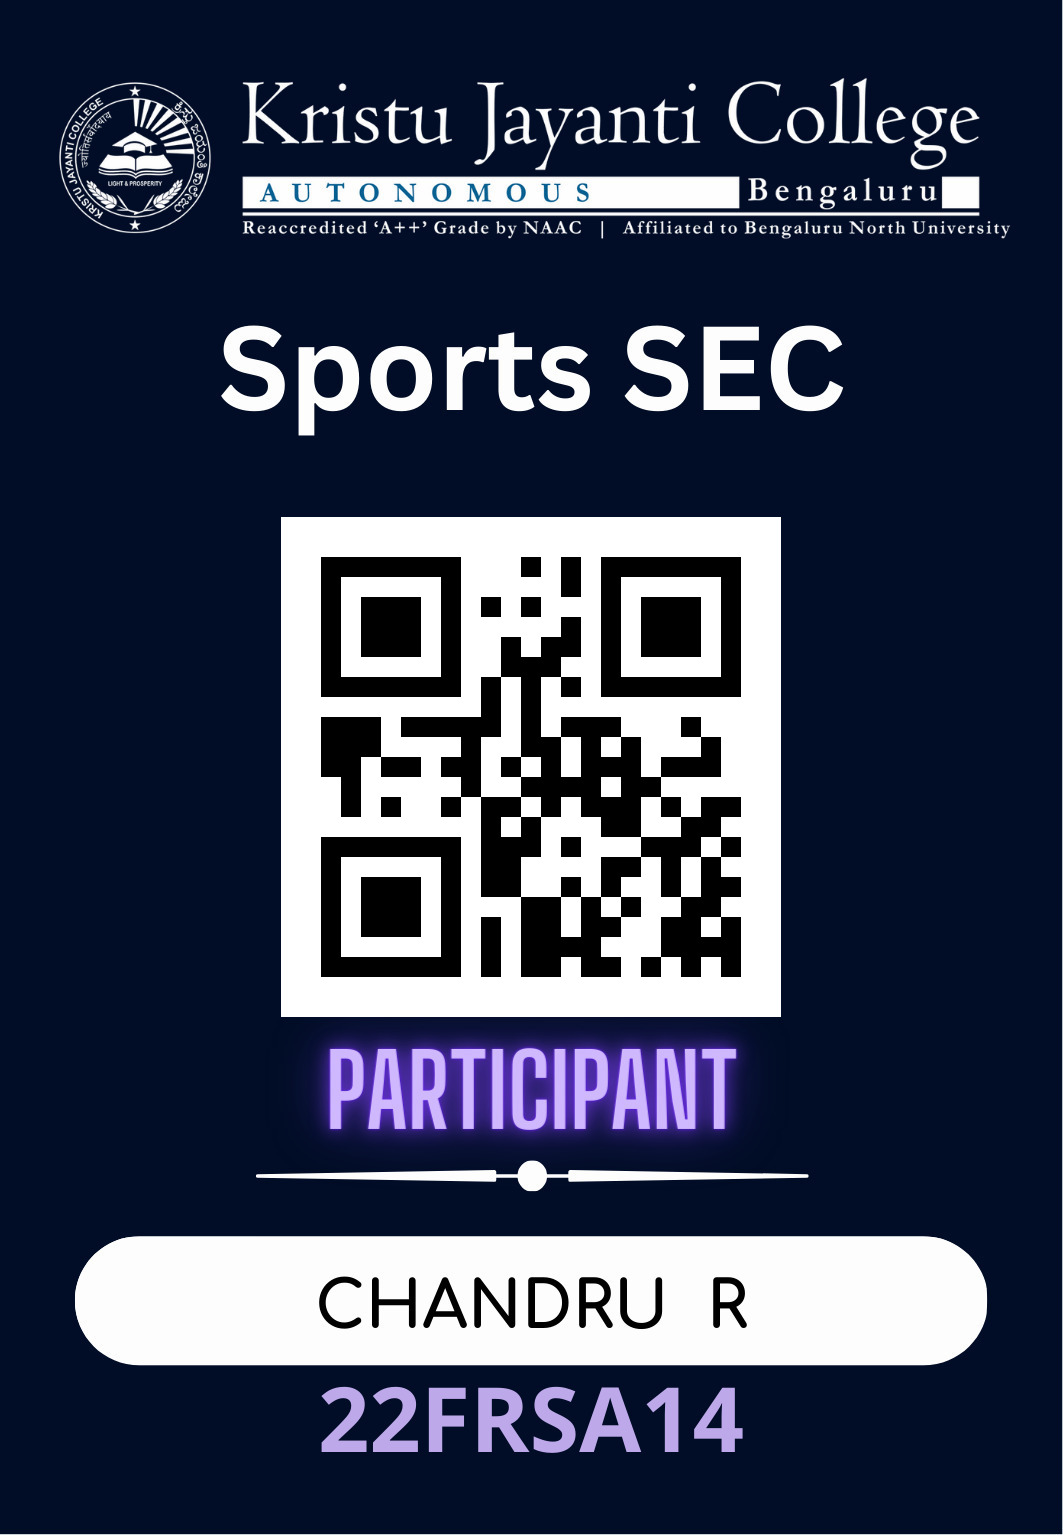 KRISTU JAYANTI COLLEGE
ಕ್ರಿಸ್ತು ಜಯಂತಿ ಕಾಲೇಜು
LIGHT & PROSPERITY
Kristu Jayanti College
AUTONOMOUS Bengaluru
Reaccredited ‘A++’ Grade by NAAC | Affiliated to Bengaluru North University
Sports SEC
PARTICIPANT
CHANDRU R
22FRSA14